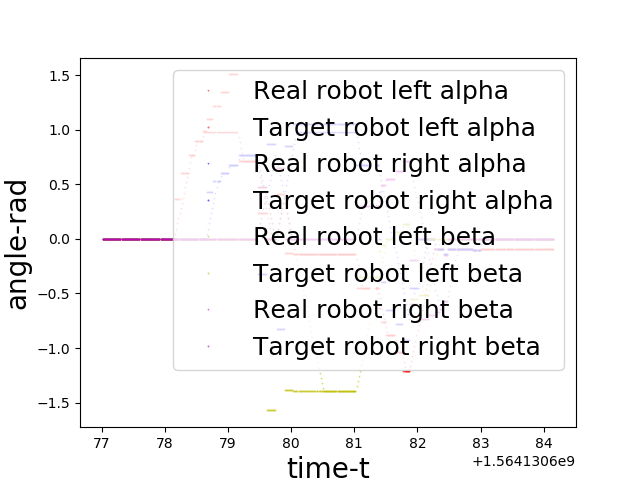 1.5
1.0
0.5
0.0
−0.5
−1.0
−1.5
angle-rad
Real robot left alpha
Target robot left alpha
Real robot right alpha
Target robot right alpha
Real robot left beta
Target robot left beta
Real robot right beta
Target robot right beta
77 78 79 80 81 82 83 84
time-t
+1.5641306e9